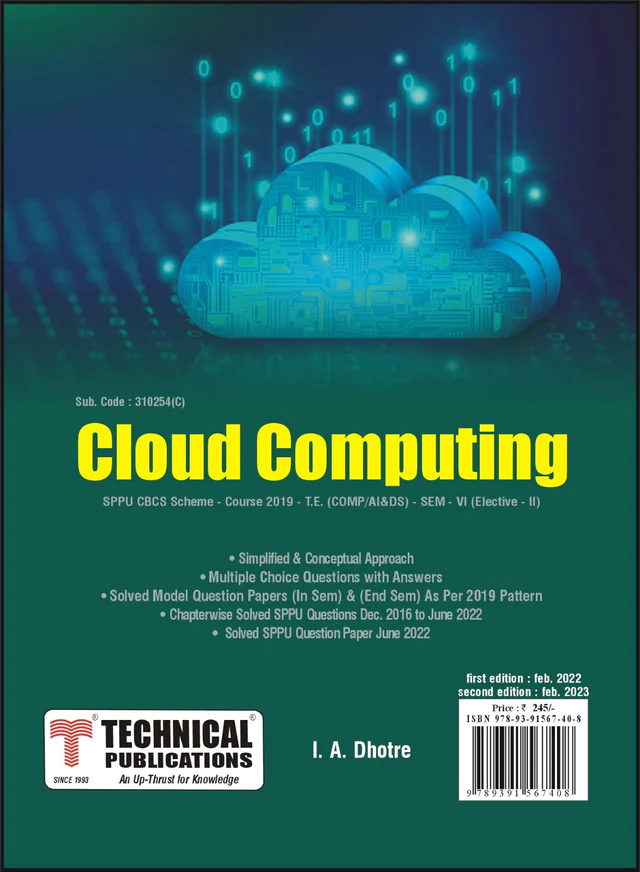 Sub. Code : 310254(C)
Cloud Computing
SPPU CBCS Scheme - Course 2019 - T.E. (COMP/AI&DS) - SEM - VI (Elective - II)
• Simplified & Conceptual Approach
• Multiple Choice Questions with Answers
• Solved Model Question Papers (In Sem) & (End Sem) As Per 2019 Pattern
• Chapterwise Solved SPPU Questions Dec. 2016 to June 2022
• Solved SPPU Question Paper June 2022
first edition : feb. 2022
second edition : feb. 2023
Price : ₹ 245/-
ISBN 978-93-91567-40-8
9 789391 567408
I. A. Dhotre
® TECHNICAL ®
PUBLICATIONS
SINCE 1993 An Up-Thrust for Knowledge